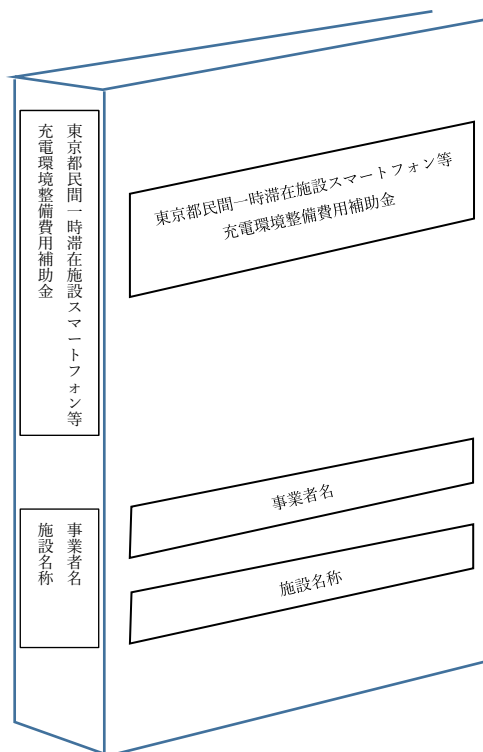 東京都民間一時滞在施設スマートフォン等
充電環境整備費用補助金
事業者名
施設名称
東京都民間一時滞在施設スマートフォン等
充電環境整備費用補助金
事業者名
施設名称